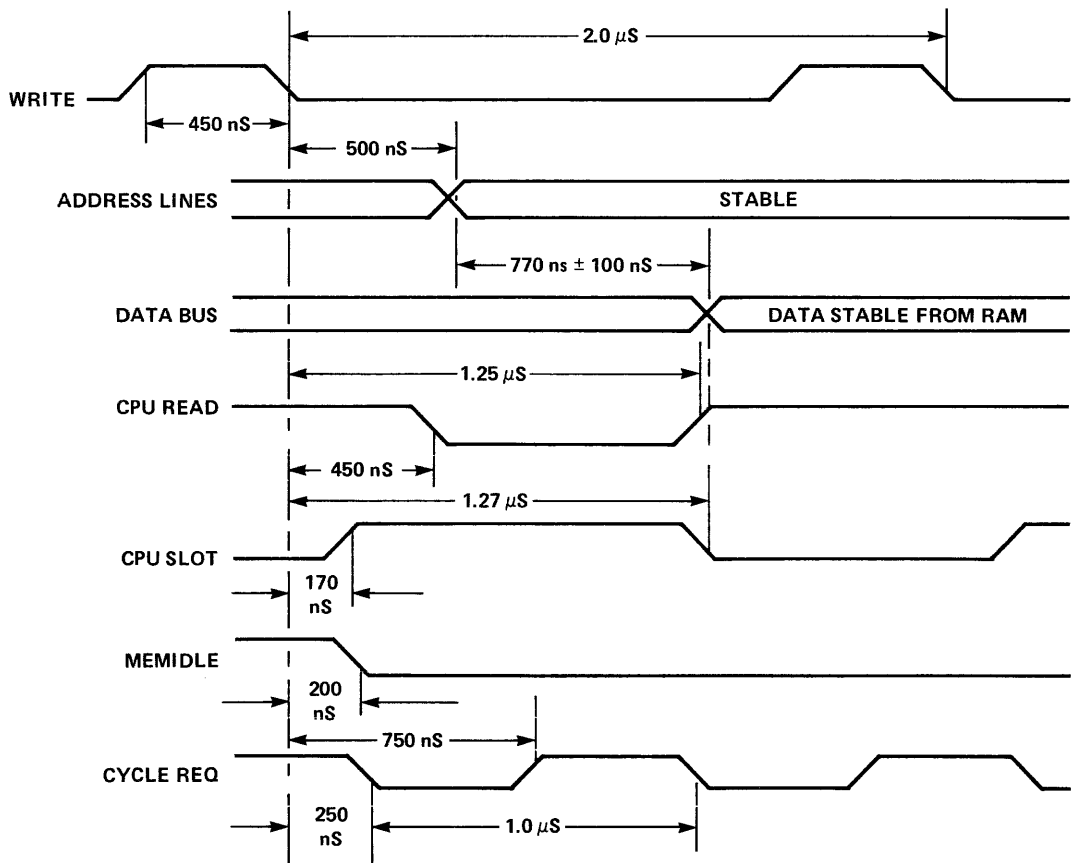 2.0 μS
WRITE
450 nS
500 nS
ADDRESS LINES
STABLE
770 ns ± 100 nS
DATA BUS
DATA STABLE FROM RAM
1.25 μS
CPU READ
450 nS
1.27 μS
CPU SLOT
170
nS
MEMIDLE
200
nS
750 nS
CYCLE REQ
250
nS
1.0 μS